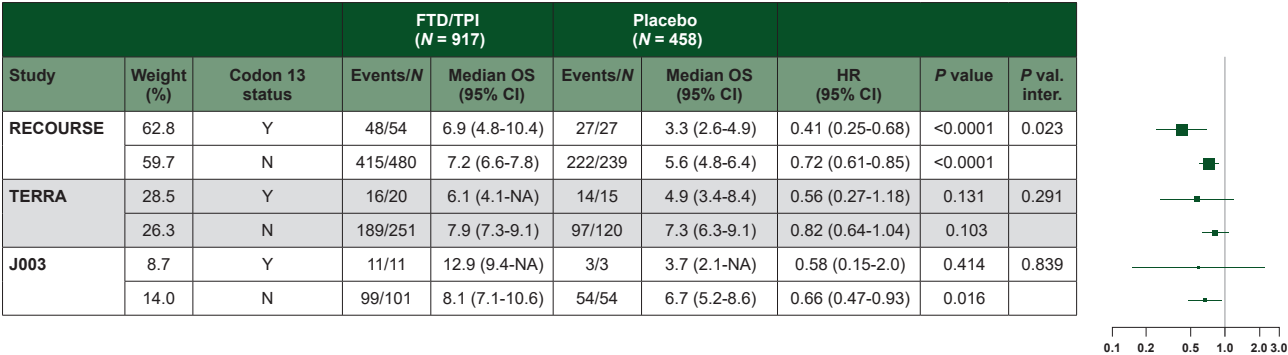 FTD/TPI Placebo
(N = 917) (N = 458)
Study Weight Codon 13 Events/N Median OS Events/N Median OS HR P value P val.
(%) status (95% CI) (95% CI) (95% CI) inter.
RECOURSE 62.8 Y 48/54 6.9 (4.8-10.4) 27/27 3.3 (2.6-4.9) 0.41 (0.25-0.68) <0.0001 0.023
59.7 N 415/480 7.2 (6.6-7.8) 222/239 5.6 (4.8-6.4) 0.72 (0.61-0.85) <0.0001
TERRA 28.5 Y 16/20 6.1 (4.1-NA) 14/15 4.9 (3.4-8.4) 0.56 (0.27-1.18) 0.131 0.291
26.3 N 189/251 7.9 (7.3-9.1) 97/120 7.3 (6.3-9.1) 0.82 (0.64-1.04) 0.103
J003 8.7 Y 11/11 12.9 (9.4-NA) 3/3 3.7 (2.1-NA) 0.58 (0.15-2.0) 0.414 0.839
14.0 N 99/101 8.1 (7.1-10.6) 54/54 6.7 (5.2-8.6) 0.66 (0.47-0.93) 0.016
0.1 0.2 0.5 1.0 2.0 3.0